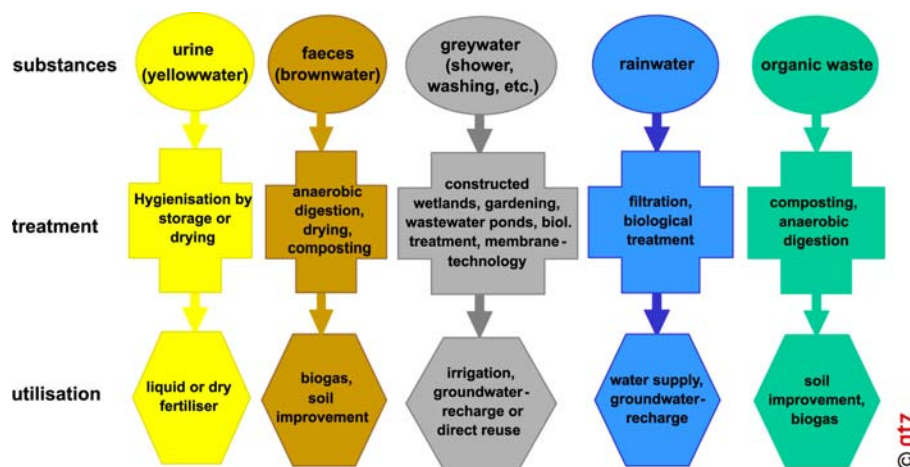 substances
urine
(yellowwater)
faeces
(brownwater)
greywater
(shower,
washing, etc.)
rainwater
organic waste
treatment
Hygienisation by
storage or
drying
anaerobic
digestion,
drying,
composting
constructed
wetlands, gardening,
wastewater ponds, biol.
treatment, membrane-
technology
filtration,
biological
treatment
composting,
anaerobic
digestion
utilisation
liquid or dry
fertiliser
biogas,
soil
improvement
irrigation,
groundwater-
recharge or
direct reuse
water supply,
groundwater-
recharge
soil
improvement,
biogas
© gtz